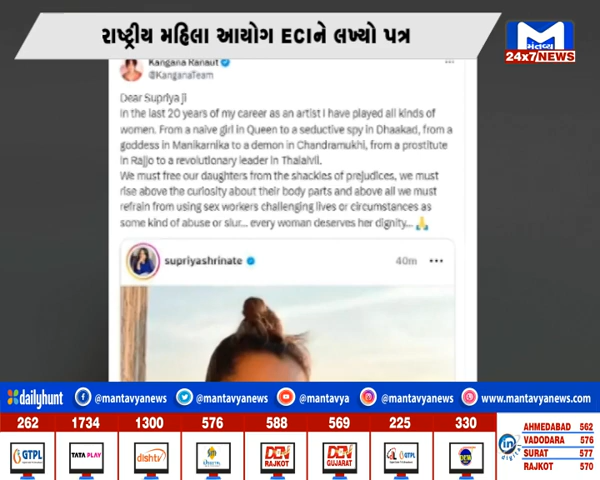 રાષ્ટ્રીય મહિલા આયોગ ECIને લખ્યો પત્ર
મંતવ્ય
24x7NEWS
Kangana Ranaut
@KanganaTeam
Dear Supriya ji
In the last 20 years of my career as an artist I have played all kinds of
women. From a naive girl in Queen to a seductive spy in Dhaakad, from a
goddess in Manikarnika to a demon in Chandramukhi, from a prostitute
in Rajjo to a revolutionary leader in Thalaivii.
We must free our daughters from the shackles of prejudices, we must
rise above the curiosity about their body parts and above all we must
refrain from using sex workers challenging lives or circumstances as
some kind of abuse or slur... every woman deserves her dignity... 🙏
supriyashrinate 40m ...
dailyhunt @mantavyanews @mantavyanews @mantavya @mantavyanews www.mantavyanews.com
262 1734 1300 576 588 569 225 330
GTPL TATA PLAY dishtv DEN RAJKOT DEN GUJARAT
in digital
AHMEDABAD 562
VADODARA 576
SURAT 577
RAJKOT 570